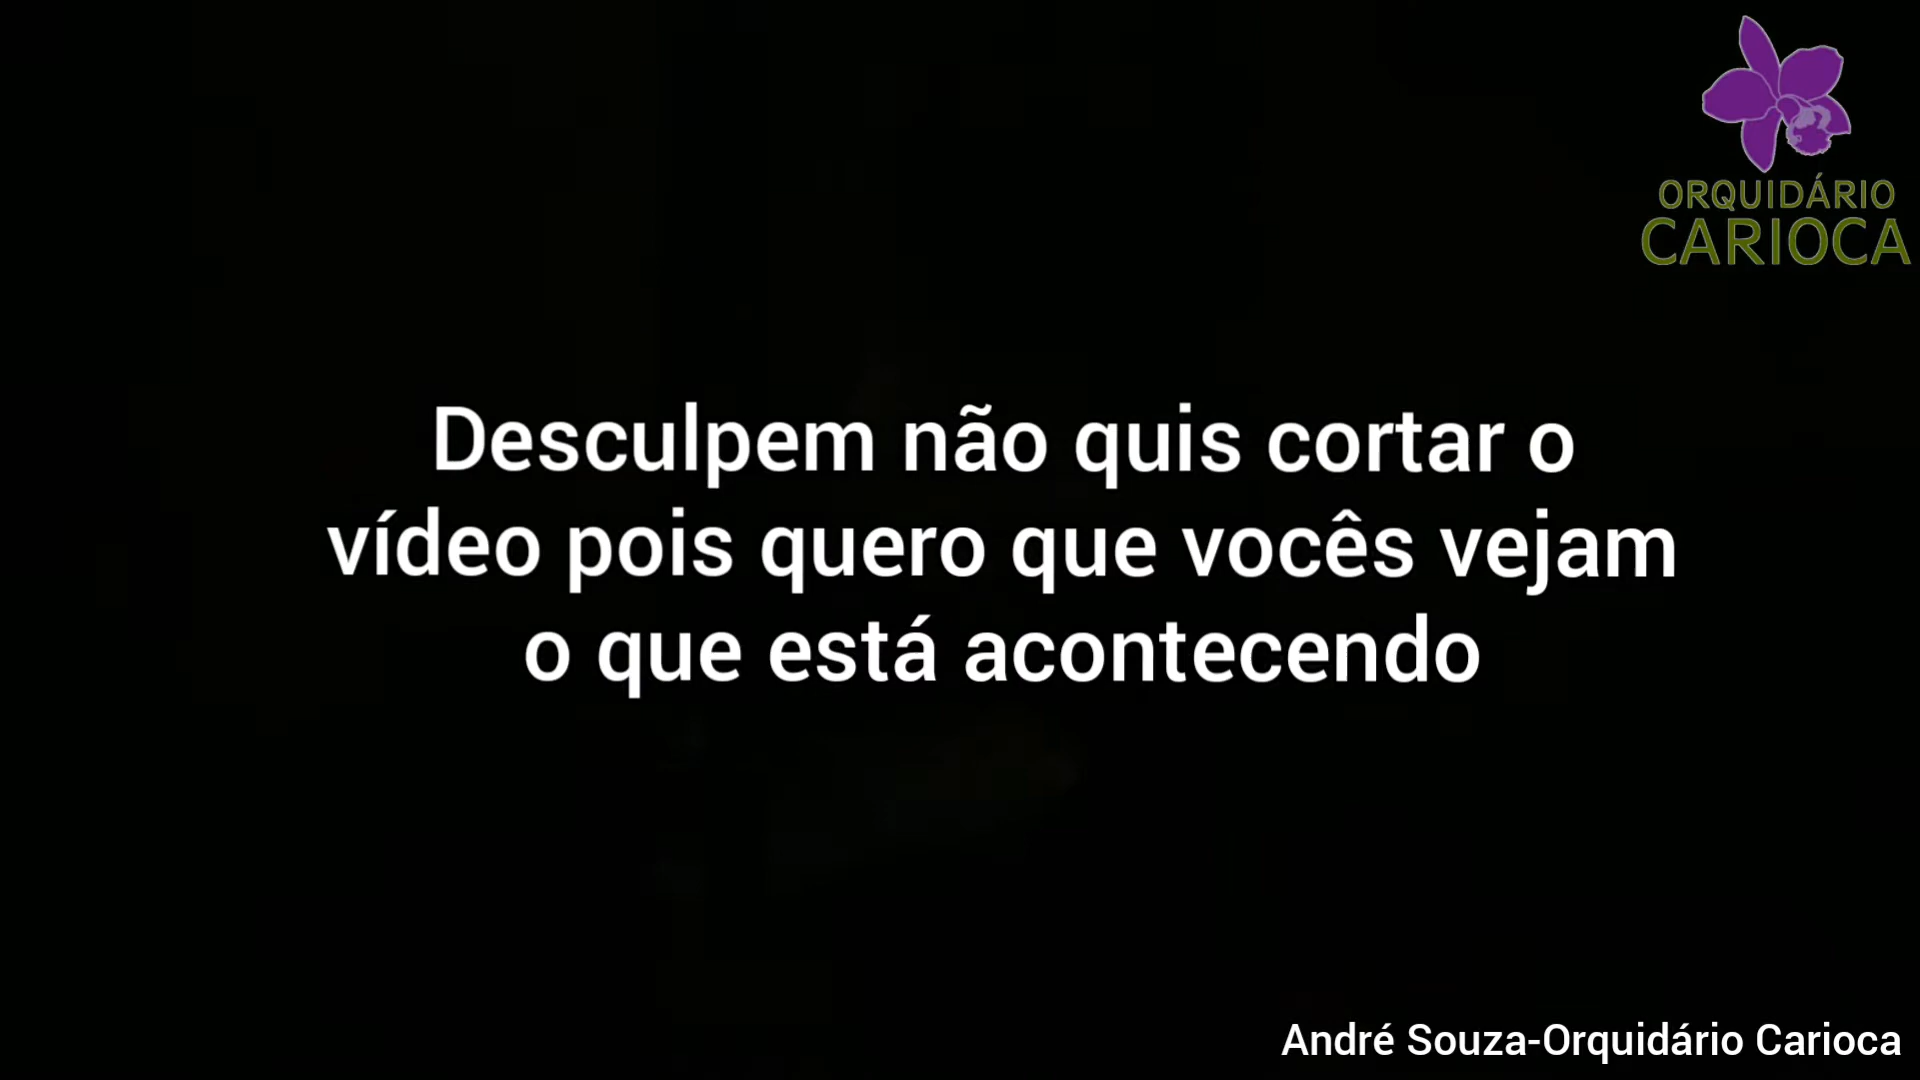 ORQUIDÁRIO
CARIOCA
Desculpem não quis cortar o
vídeo pois quero que vocês vejam
o que está acontecendo
André Souza-Orquidário Carioca